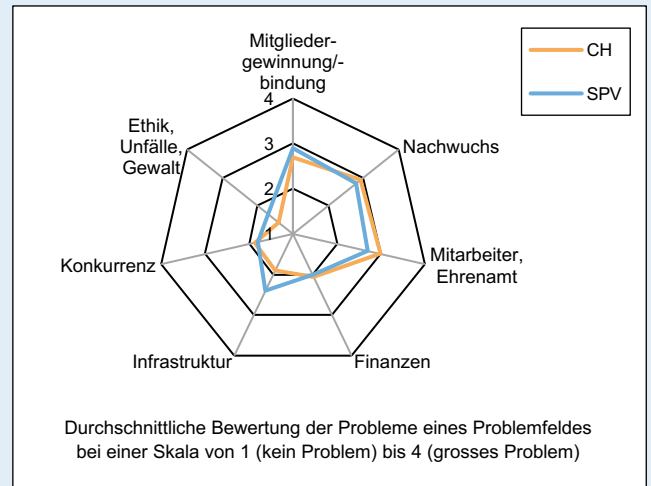 Mitglieder-
gewinnung/-
bindung
CH
SPV
4
3
2
1
Ethik,
Unfälle,
Gewalt
Nachwuchs
Konkurrenz
Mitarbeiter,
Ehrenamt
Infrastruktur
Finanzen
Durchschnittliche Bewertung der Probleme eines Problemfeldes
bei einer Skala von 1 (kein Problem) bis 4 (grosses Problem)